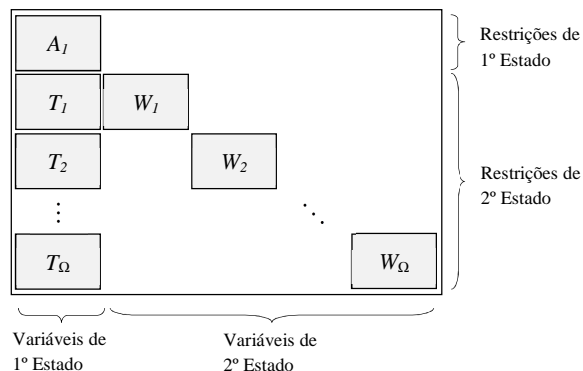 A1
Restrições de
1º Estado
T1 W1
T2 W2
Restrições de
2º Estado
TΩ WΩ
Variáveis de
1º Estado
Variáveis de
2º Estado